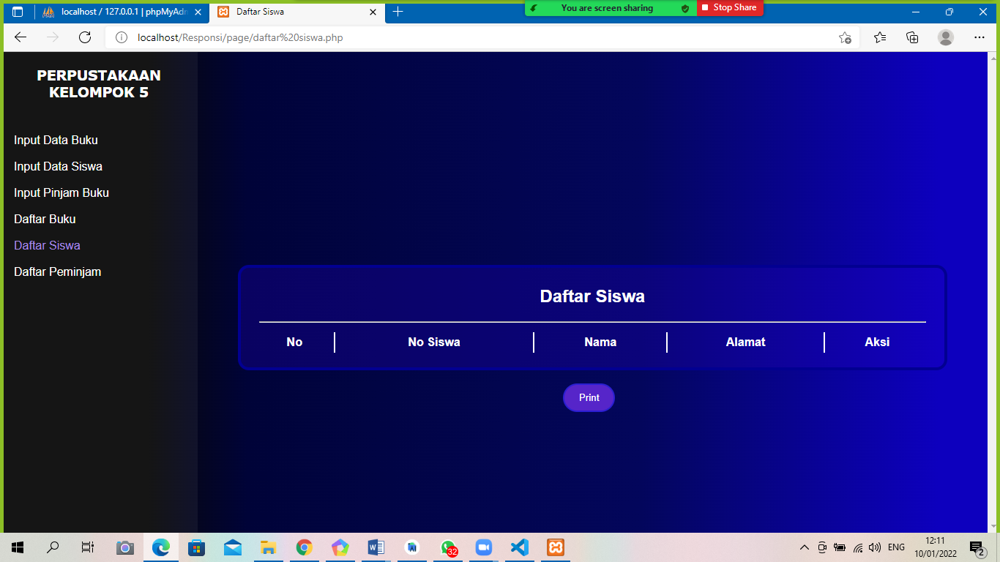 localhost / 127.0.0.1 | phpMyAdm
Daftar Siswa
You are screen sharing
Stop Share
localhost/Responsi/page/daftar%20siswa.php
PERPUSTAKAAN
KELOMPOK 5
Input Data Buku
Input Data Siswa
Input Pinjam Buku
Daftar Buku
Daftar Siswa
Daftar Peminjam
Daftar Siswa
No No Siswa Nama Alamat Aksi
Print
32
ENG
12:11
10/01/2022
2